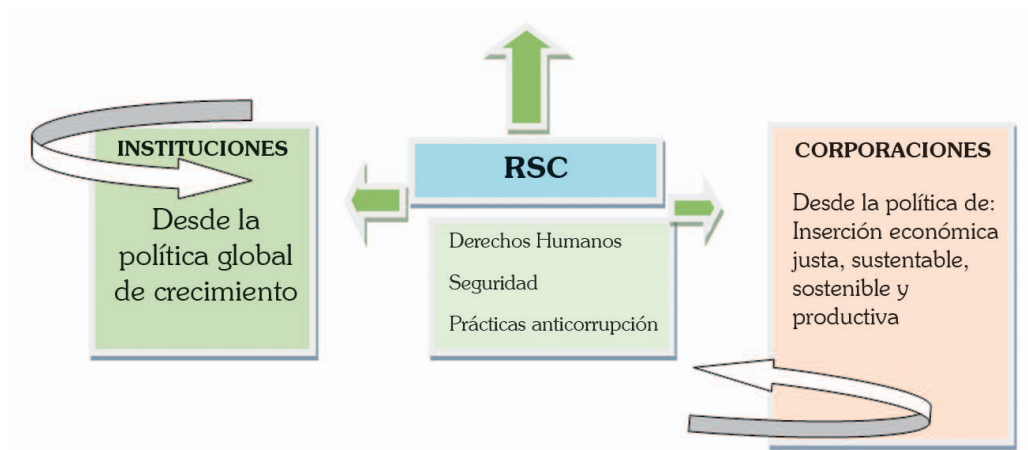 INSTITUCIONES
Desde la
política global
de crecimiento
RSC
Derechos Humanos
Seguridad
Prácticas anticorrupción
CORPORACIONES
Desde la política de:
Inserción económica
justa, sustentable,
sostenible y
productiva